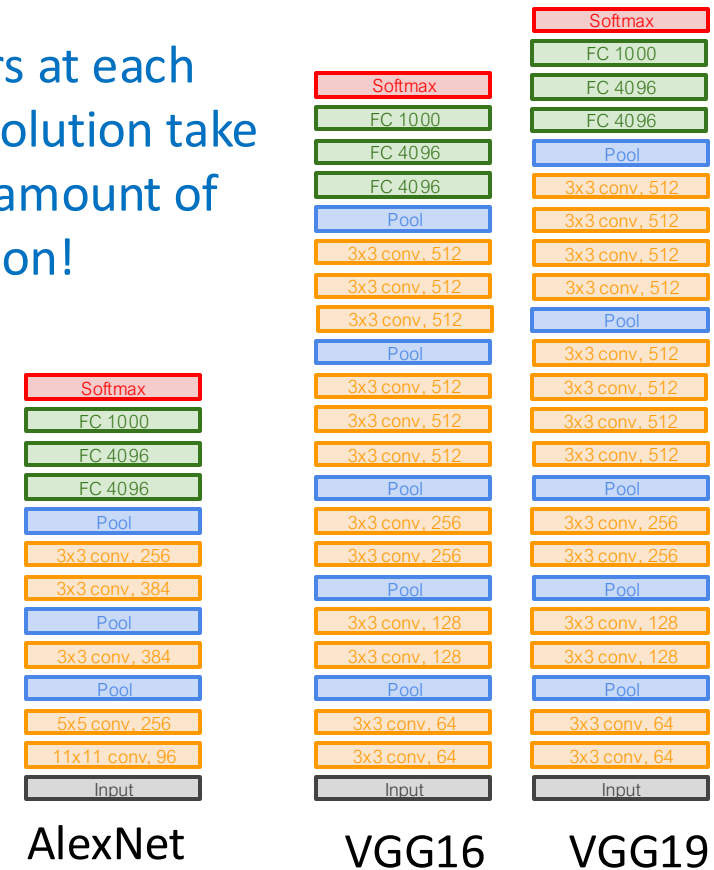 rs at each
olution take
amount of
on!
Softmax
FC 1000
FC 4096
FC 4096
Pool
3x3 conv, 256
3x3 conv, 384
Pool
3x3 conv, 384
Pool
5x5 conv, 256
11x11 conv, 96
Input
AlexNet
Softmax
FC 1000
FC 4096
FC 4096
Pool
3x3 conv, 512
3x3 conv, 512
3x3 conv, 512
Pool
3x3 conv, 512
3x3 conv, 512
3x3 conv, 512
Pool
3x3 conv, 256
3x3 conv, 256
Pool
3x3 conv, 128
3x3 conv, 128
Pool
3x3 conv, 64
3x3 conv, 64
Input
VGG16
Softmax
FC 1000
FC 4096
FC 4096
Pool
3x3 conv, 512
3x3 conv, 512
3x3 conv, 512
3x3 conv, 512
Pool
3x3 conv, 512
3x3 conv, 512
3x3 conv, 512
3x3 conv, 512
Pool
3x3 conv, 256
3x3 conv, 256
Pool
3x3 conv, 128
3x3 conv, 128
Pool
3x3 conv, 64
3x3 conv, 64
Input
VGG19